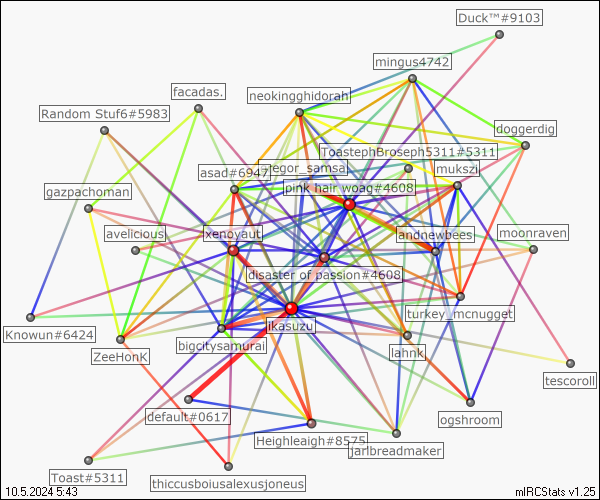 Duck™#9103
mingus4742
facadas.
neokingghidorah
Random Stuf6#5983
doggerdig
ToastephBroseph5311#5311
asad#6947
egor_samsa
mukszi
gazpachoman
pink hair woag#4608
avelicious
xenoyaut
andnewbees
moonraven
disaster of passion#4608
turkey_mcnugget
Knowun#6424
ikasuzu
ZeeHonK
bigcitysamurai
lahnk
tescoroll
default#0617
ogshroom
Heighleaigh#8575
jarlbreadmaker
Toast#5311
thiccusboiusalexusjoneus
10.5.2024 5:43
mIRCStats v1.25